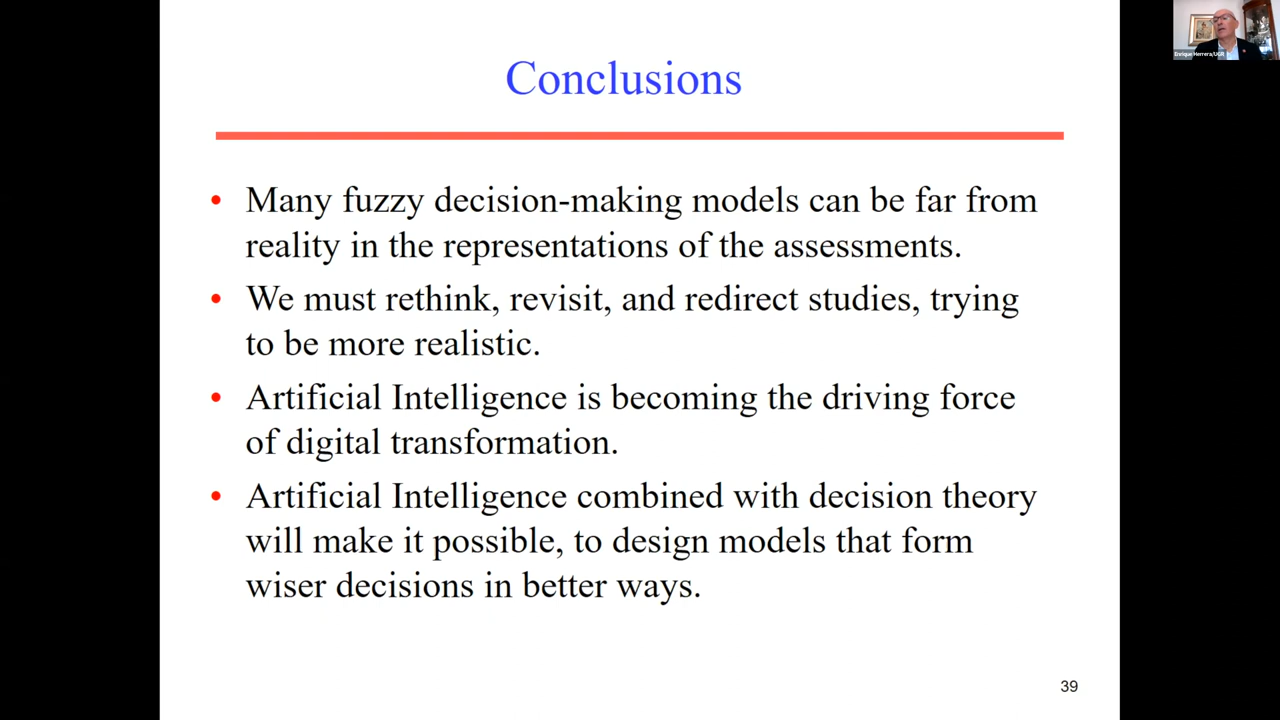 Enrique Herrera/UGR
Conclusions
• Many fuzzy decision-making models can be far from
reality in the representations of the assessments.
• We must rethink, revisit, and redirect studies, trying
to be more realistic.
• Artificial Intelligence is becoming the driving force
of digital transformation.
• Artificial Intelligence combined with decision theory
will make it possible, to design models that form
wiser decisions in better ways.
39